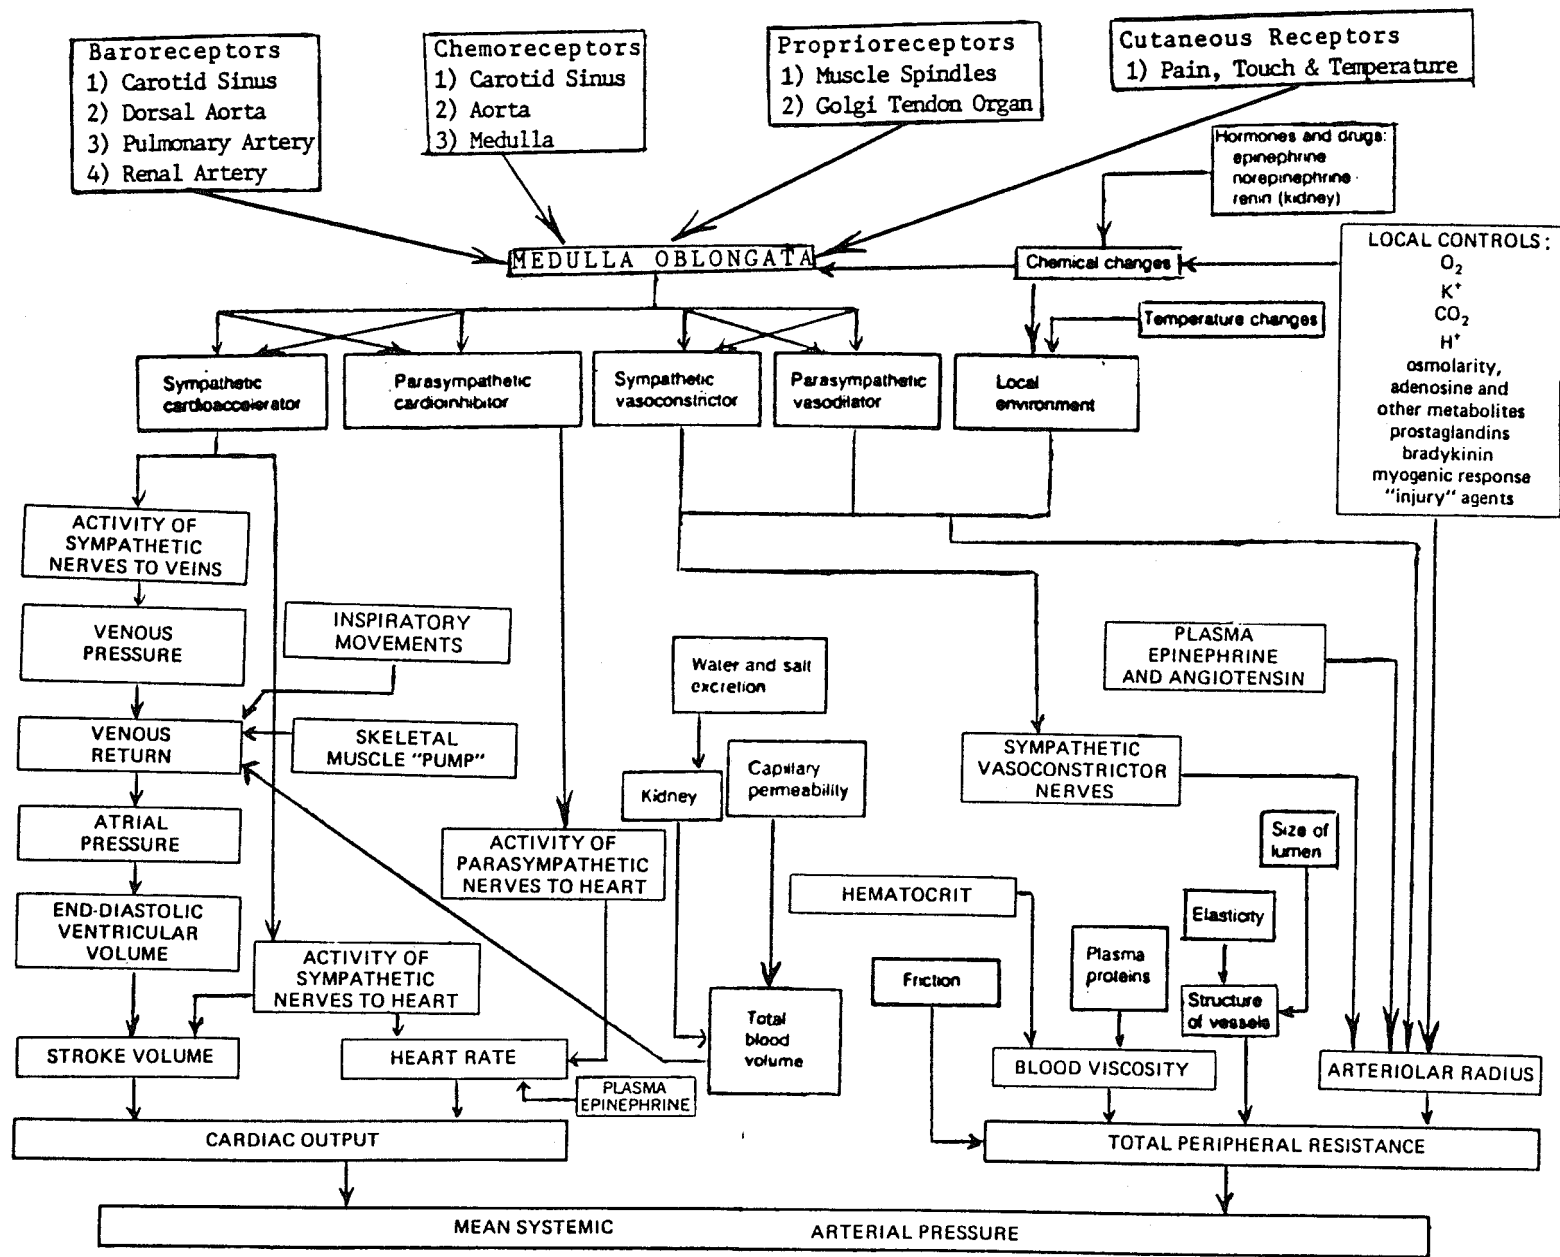 Baroreceptors
1) Carotid Sinus
2) Dorsal Aorta
3) Pulmonary Artery
4) Renal Artery
Chemoreceptors
1) Carotid Sinus
2) Aorta
3) Medulla
Proprioreceptors
1) Muscle Spindles
2) Golgi Tendon Organ
Cutaneous Receptors
1) Pain, Touch & Temperature
Hormones and drugs:
epinephrine
norepinephrine
renin (kidney)
MEDULLA OBLONGATA
Chemical changes
Temperature changes
LOCAL CONTROLS:
O₂
K⁺
CO₂
H⁺
osmolarity,
adenosine and
other metabolites
prostaglandins
bradykinin
myogenic response
"injury" agents
Sympathetic
cardioaccelerator
Parasympathetic
cardioinhibitor
Sympathetic
vasoconstrictor
Parasympathetic
vasodilator
Local
environment
ACTIVITY OF
SYMPATHETIC
NERVES TO VEINS
VENOUS
PRESSURE
INSPIRATORY
MOVEMENTS
VENOUS
RETURN
SKELETAL
MUSCLE "PUMP"
ATRIAL
PRESSURE
END-DIASTOLIC
VENTRICULAR
VOLUME
ACTIVITY OF
SYMPATHETIC
NERVES TO HEART
ACTIVITY OF
PARASYMPATHETIC
NERVES TO HEART
Water and salt
excretion
Kidney
Capillary
permeability
Total
blood
volume
PLASMA
EPINEPHRINE
AND ANGIOTENSIN
SYMPATHETIC
VASOCONSTRICTOR
NERVES
Size of
lumen
HEMATOCRIT
Elasticity
Plasma
proteins
Friction
Structure
of vessels
STROKE VOLUME
HEART RATE
PLASMA
EPINEPHRINE
BLOOD VISCOSITY
ARTERIOLAR RADIUS
CARDIAC OUTPUT
TOTAL PERIPHERAL RESISTANCE
MEAN SYSTEMIC ARTERIAL PRESSURE